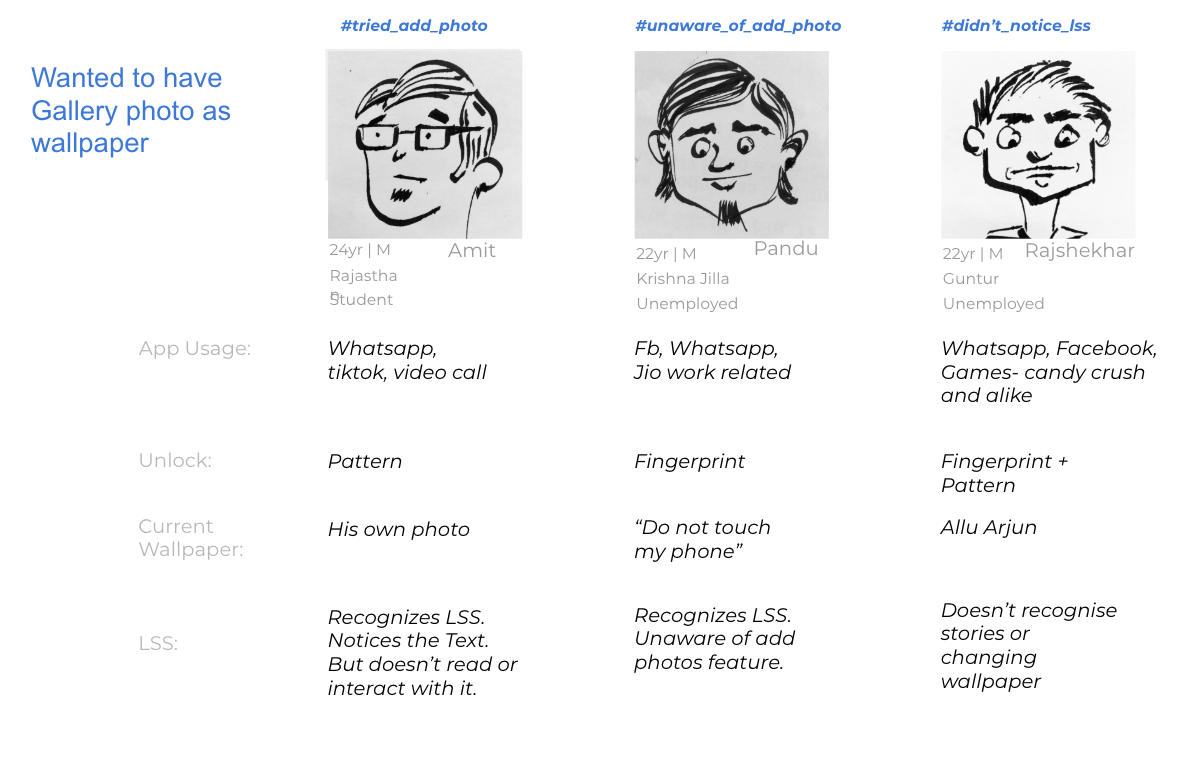 #tried_add_photo
#unaware_of_add_photo
#didn’t_notice_lss
Wanted to have
Gallery photo as
wallpaper
24yr | M
Amit
Rajastha
n
Student
22yr | M
Pandu
Krishna Jilla
Unemployed
22yr | M
Rajshekhar
Guntur
Unemployed
App Usage:
Whatsapp,
tiktok, video call
Fb, Whatsapp,
Jio work related
Whatsapp, Facebook,
Games- candy crush
and alike
Unlock:
Pattern
Fingerprint
Fingerprint +
Pattern
Current
Wallpaper:
His own photo
“Do not touch
my phone”
Allu Arjun
LSS:
Recognizes LSS.
Notices the Text.
But doesn’t read or
interact with it.
Recognizes LSS.
Unaware of add
photos feature.
Doesn’t recognise
stories or
changing
wallpaper